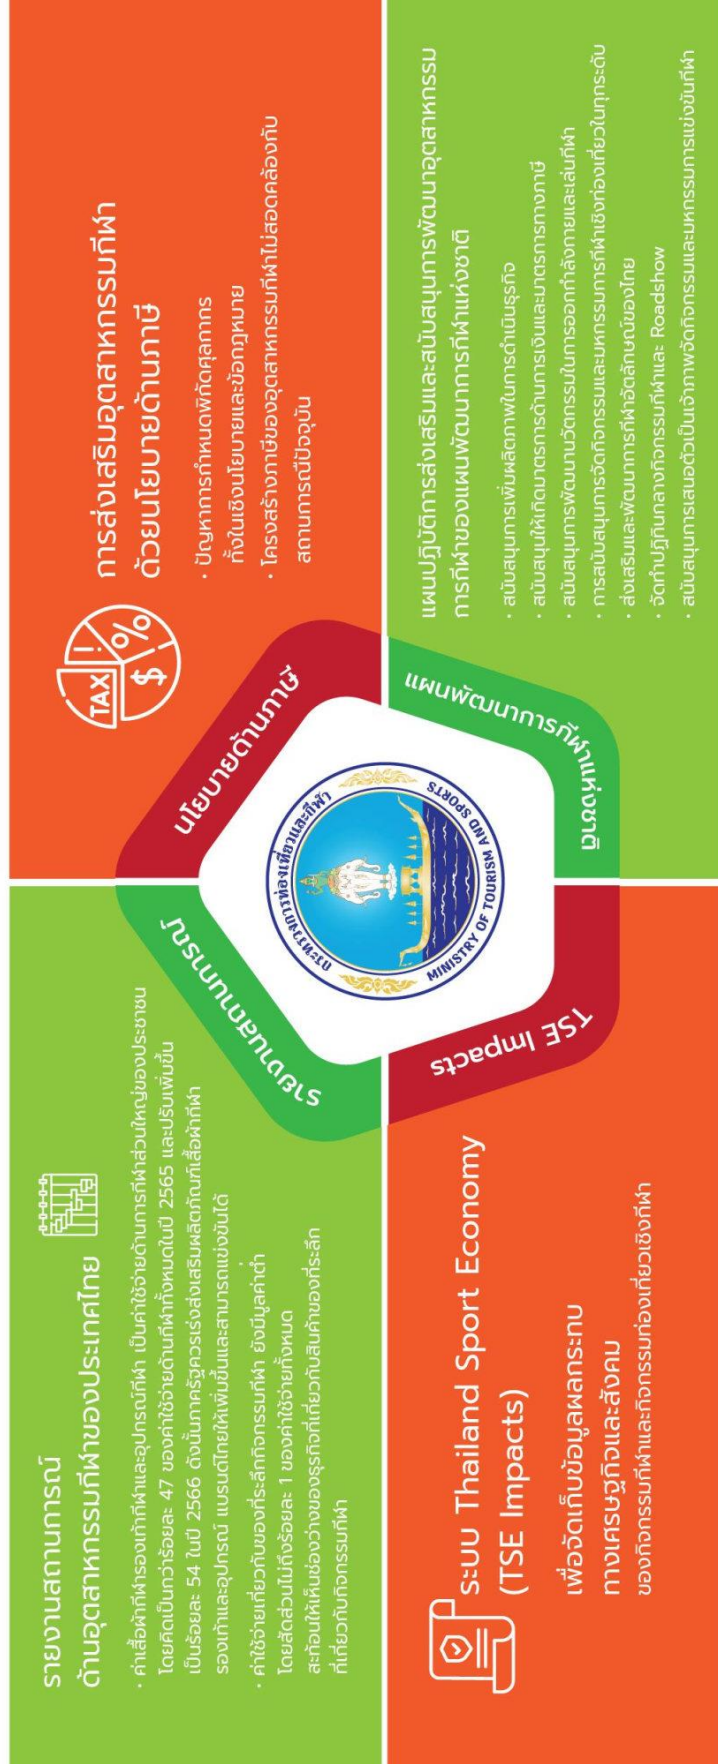 รายงานสถานการณ์
ด้านอุตสาหกรรมกีฬาของประเทศไทย
· ค่าเสื้อผ้ากีฬารองเท้ากีฬาและอุปกรณ์กีฬา เป็นค่าใช้จ่ายด้านการกีฬาส่วนใหญ่ของประชาชน
โดยคิดเป็นกว่าร้อยละ 47 ของค่าใช้จ่ายด้านกีฬาทั้งหมดในปี 2565 และปรับเพิ่มขึ้น
เป็นร้อยละ 54 ในปี 2566 ดังนั้นภาครัฐควรเร่งส่งเสริมผลิตภัณฑ์เสื้อผ้ากีฬา
รองเท้าและอุปกรณ์ แบรนด์ไทยให้เพิ่มขึ้นและสามารถแข่งขันได้
· ค่าใช้จ่ายเกี่ยวกับของที่ระลึกกิจกรรมกีฬา ยังมีมูลค่าต่ำ
โดยสัดส่วนไม่ถึงร้อยละ 1 ของค่าใช้จ่ายทั้งหมด
สะท้อนให้เห็นช่องว่างของธุรกิจที่เกี่ยวกับสินค้าของที่ระลึก
ที่เกี่ยวกับกิจกรรมกีฬา
รายงานสถานการณ์
TAX
! % $
การส่งเสริมอุตสาหกรรมกีฬา
ด้วยนโยบายด้านภาษี
· ปัญหาการกำหนดพิกัดศุลกากร
ทั้งในเชิงนโยบายและข้อกฎหมาย
· โครงสร้างภาษีของอุตสาหกรรมกีฬาไม่สอดคล้องกับ
สถานการณ์ปัจจุบัน
นโยบายด้านภาษี
กระทรวงการท่องเที่ยวและกีฬา
MINISTRY OF TOURISM AND SPORTS
ระบบ Thailand Sport Economy
(TSE Impacts)
เพื่อจัดเก็บข้อมูลผลกระทบ
ทางเศรษฐกิจและสังคม
ของกิจกรรมกีฬาและกิจกรรมท่องเที่ยวเชิงกีฬา
TSE Impacts
แผนพัฒนาการกีฬาแห่งชาติ
แผนปฏิบัติการส่งเสริมและสนับสนุนการพัฒนาอุตสาหกรรม
การกีฬาของแผนพัฒนาการกีฬาแห่งชาติ
· สนับสนุนการเพิ่มผลิตภาพในการดำเนินธุรกิจ
· สนับสนุนให้เกิดมาตรการด้านการเงินและมาตรการทางภาษี
· สนับสนุนการพัฒนานวัตกรรมในการออกกำลังกายและเล่นกีฬา
· การสนับสนุนการจัดกิจกรรมและมหกรรมการกีฬาเชิงท่องเที่ยวในทุกระดับ
· ส่งเสริมและพัฒนาการกีฬาอัตลักษณ์ของไทย
· จัดทำปฏิทินกลางกิจกรรมกีฬาและ Roadshow
· สนับสนุนการเสนอตัวเป็นเจ้าภาพจัดกิจกรรมและมหกรรมการแข่งขันกีฬา